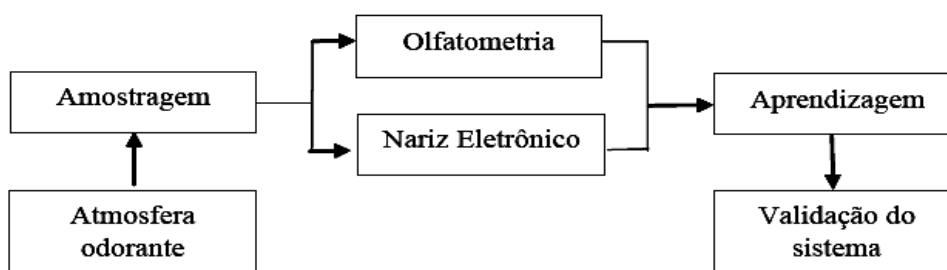 Olfatometria
Amostragem
Aprendizagem
Nariz Eletrônico
Atmosfera
odorante
Validação do
sistema